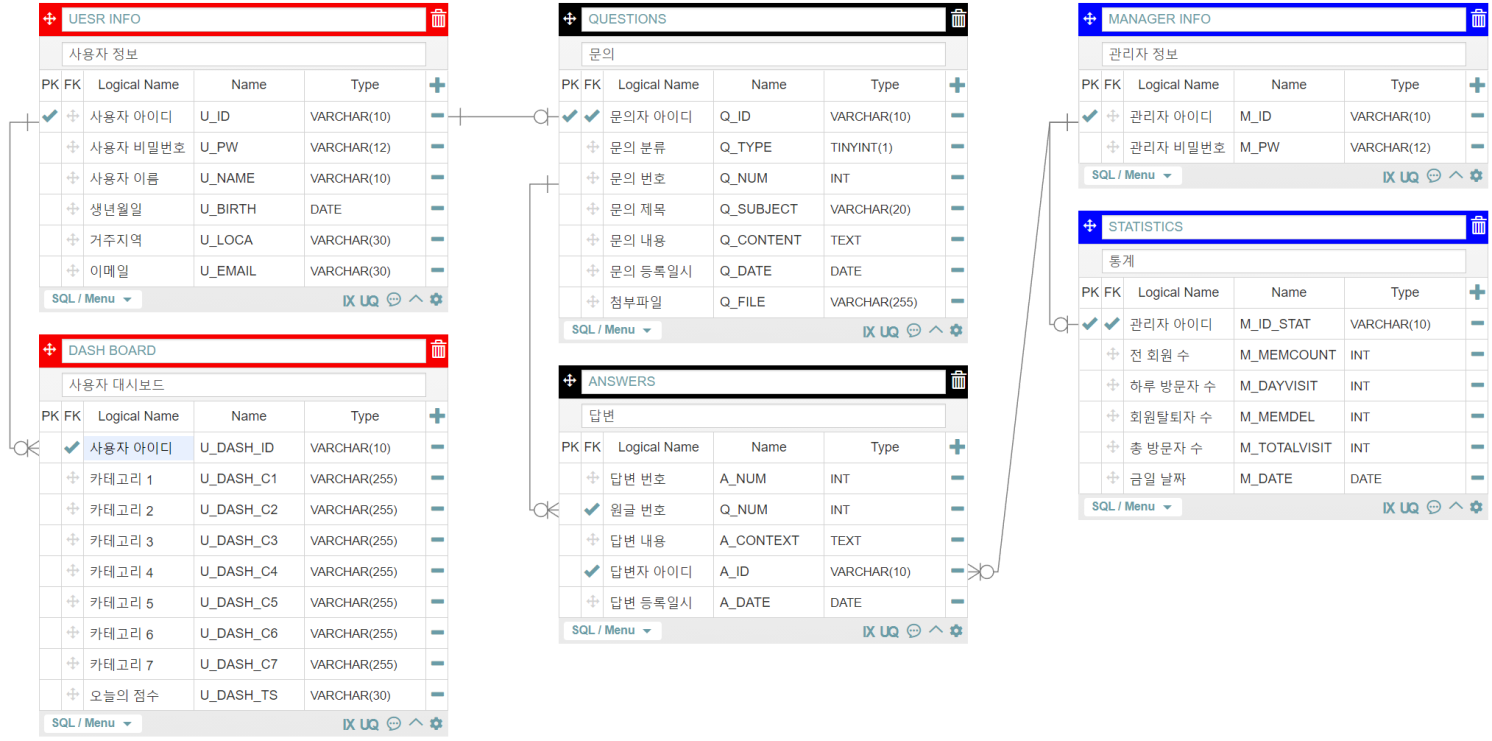 UESR INFO
사용자 정보
PK FK Logical Name Name Type
사용자 아이디 U_ID VARCHAR(10)
사용자 비밀번호 U_PW VARCHAR(12)
사용자 이름 U_NAME VARCHAR(10)
생년월일 U_BIRTH DATE
거주지역 U_LOCA VARCHAR(30)
이메일 U_EMAIL VARCHAR(30)
SQL / Menu IX UQ
DASH BOARD
사용자 대시보드
PK FK Logical Name Name Type
사용자 아이디 U_DASH_ID VARCHAR(10)
카테고리 1 U_DASH_C1 VARCHAR(255)
카테고리 2 U_DASH_C2 VARCHAR(255)
카테고리 3 U_DASH_C3 VARCHAR(255)
카테고리 4 U_DASH_C4 VARCHAR(255)
카테고리 5 U_DASH_C5 VARCHAR(255)
카테고리 6 U_DASH_C6 VARCHAR(255)
카테고리 7 U_DASH_C7 VARCHAR(255)
오늘의 점수 U_DASH_TS VARCHAR(30)
SQL / Menu IX UQ
QUESTIONS
문의
PK FK Logical Name Name Type
문의자 아이디 Q_ID VARCHAR(10)
문의 분류 Q_TYPE TINYINT(1)
문의 번호 Q_NUM INT
문의 제목 Q_SUBJECT VARCHAR(20)
문의 내용 Q_CONTENT TEXT
문의 등록일시 Q_DATE DATE
첨부파일 Q_FILE VARCHAR(255)
SQL / Menu IX UQ
ANSWERS
답변
PK FK Logical Name Name Type
답변 번호 A_NUM INT
원글 번호 Q_NUM INT
답변 내용 A_CONTEXT TEXT
답변자 아이디 A_ID VARCHAR(10)
답변 등록일시 A_DATE DATE
SQL / Menu IX UQ
MANAGER INFO
관리자 정보
PK FK Logical Name Name Type
관리자 아이디 M_ID VARCHAR(10)
관리자 비밀번호 M_PW VARCHAR(12)
SQL / Menu IX UQ
STATISTICS
통계
PK FK Logical Name Name Type
관리자 아이디 M_ID_STAT VARCHAR(10)
전 회원 수 M_MEMCOUNT INT
하루 방문자 수 M_DAYVISIT INT
회원탈퇴자 수 M_MEMDEL INT
총 방문자 수 M_TOTALVISIT INT
금일 날짜 M_DATE DATE
SQL / Menu IX UQ